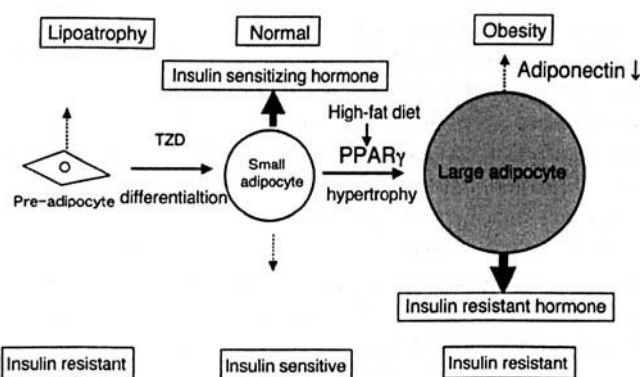 Lipoatrophy
Normal
Obesity
Insulin sensitizing hormone
Adiponectin ↓
High-fat diet
TZD
PPARγ
Small
adipocyte
Large adipocyte
differentialtion
hypertrophy
Pre-adipocyte
Insulin resistant hormone
Insulin resistant
Insulin sensitive
Insulin resistant